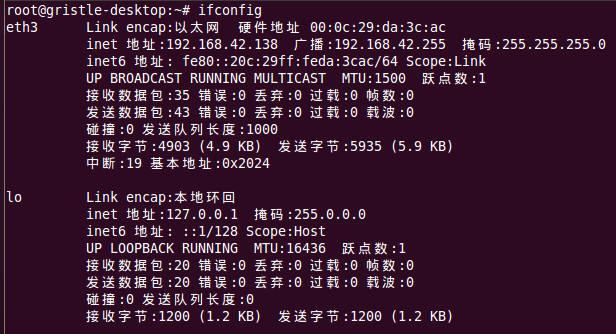 root@gristle-desktop:~# ifconfig
eth3      Link encap:以太网  硬件地址 00:0c:29:da:3c:ac
          inet 地址:192.168.42.138  广播:192.168.42.255  掩码:255.255.255.0
          inet6 地址: fe80::20c:29ff:feda:3cac/64 Scope:Link
          UP BROADCAST RUNNING MULTICAST  MTU:1500  跃点数:1
          接收数据包:35 错误:0 丢弃:0 过载:0 帧数:0
          发送数据包:43 错误:0 丢弃:0 过载:0 载波:0
          碰撞:0 发送队列长度:1000
          接收字节:4903 (4.9 KB)  发送字节:5935 (5.9 KB)
          中断:19 基本地址:0x2024
lo        Link encap:本地环回
          inet 地址:127.0.0.1  掩码:255.0.0.0
          inet6 地址: ::1/128 Scope:Host
          UP LOOPBACK RUNNING  MTU:16436  跃点数:1
          接收数据包:20 错误:0 丢弃:0 过载:0 帧数:0
          发送数据包:20 错误:0 丢弃:0 过载:0 载波:0
          碰撞:0 发送队列长度:0
          接收字节:1200 (1.2 KB)  发送字节:1200 (1.2 KB)